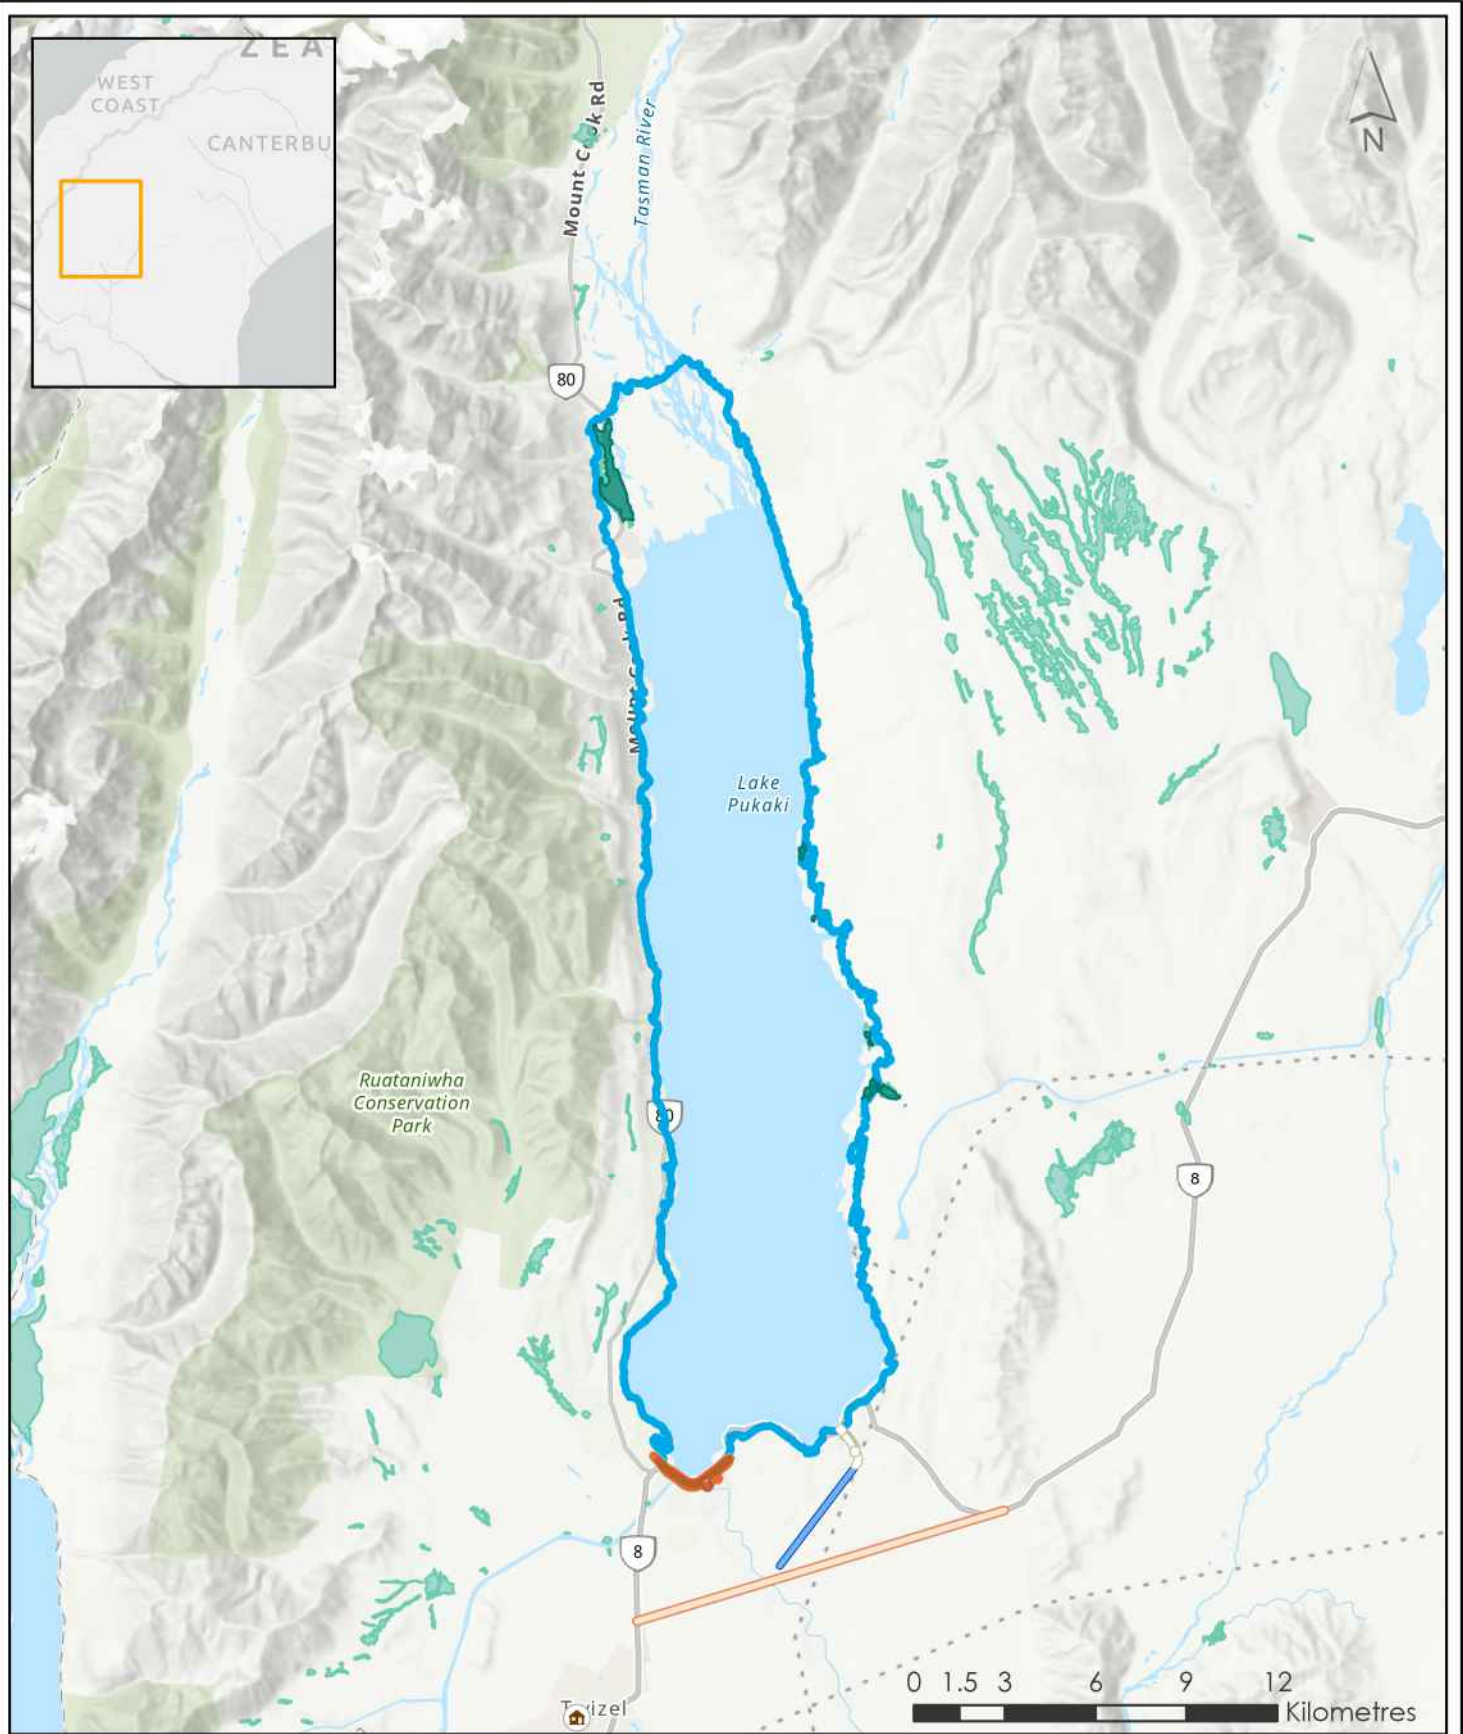 ZEA
WEST
COAST
CANTERBU
Mount Cook Rd
Tasman River
N
80
Lake
Pukaki
Ruataniwha
Conservation
Park
80
8
8
0 1.5 3 6 9 12
Kilometres